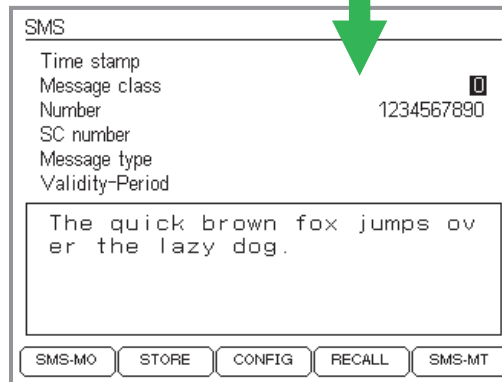 SMS
Time stamp
Message class 0
Number 1234567890
SC number
Message type
Validity-Period
The quick brown fox jumps ov
er the lazy dog.
SMS-MO STORE CONFIG RECALL SMS-MT